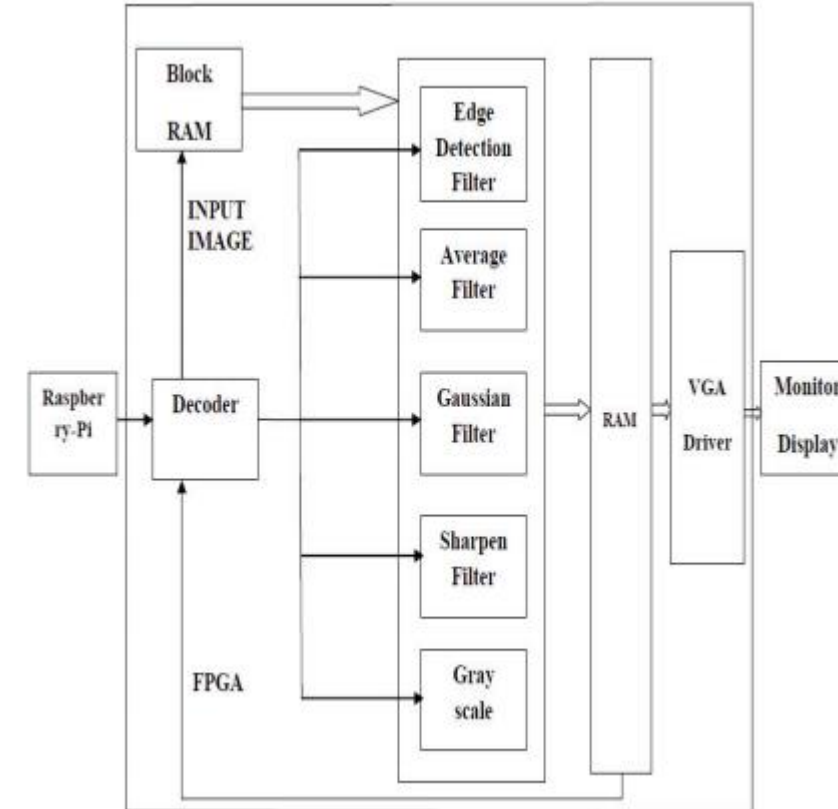 Block
RAM
INPUT
IMAGE
Edge
Detection
Filter
Average
Filter
Raspber
ry-Pi
Decoder
Gaussian
Filter
RAM
VGA
Driver
Monitor
Display
Sharpen
Filter
FPGA
Gray
scale